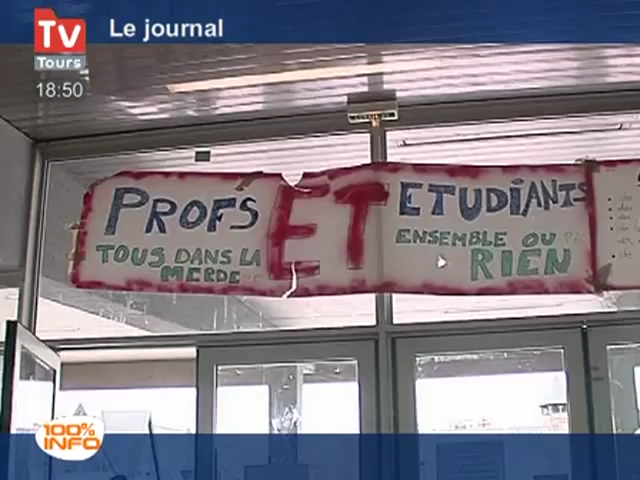 Tv
Tours
Le journal
18:50
PROFS ET ETUDIANTS
TOUS DANS LA
MERDE
ENSEMBLE OU
RIEN
100%
INFO